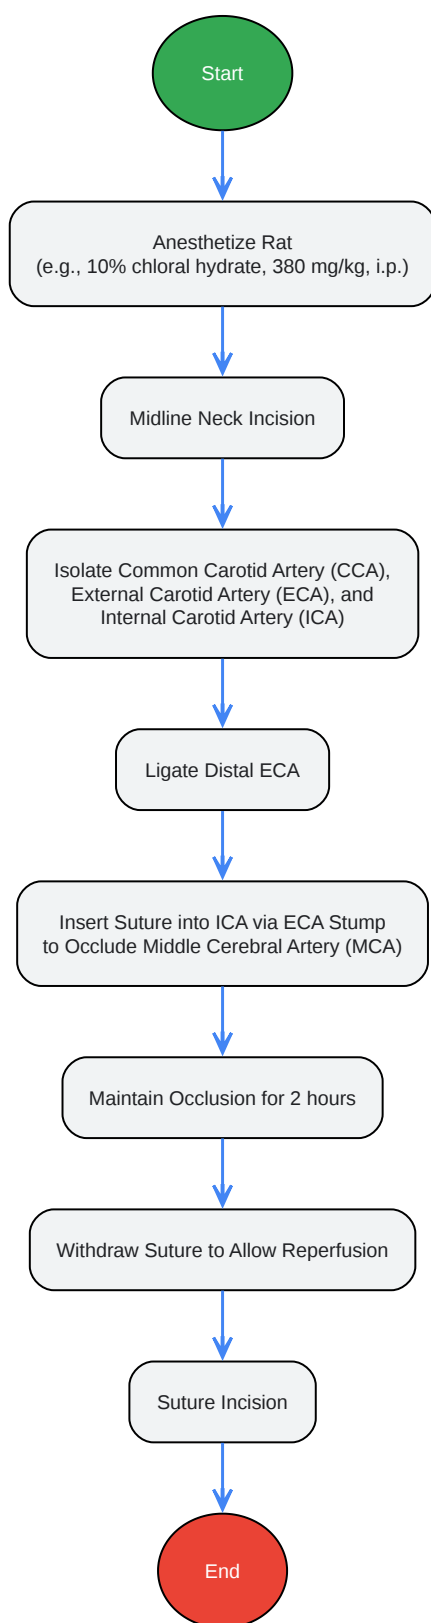 Start
Anesthetize Rat
(e.g., 10% chloral hydrate, 380 mg/kg, i.p.)
Midline Neck Incision
Isolate Common Carotid Artery (CCA),
External Carotid Artery (ECA), and
Internal Carotid Artery (ICA)
Ligate Distal ECA
Insert Suture into ICA via ECA Stump
to Occlude Middle Cerebral Artery (MCA)
Maintain Occlusion for 2 hours
Withdraw Suture to Allow Reperfusion
Suture Incision
End